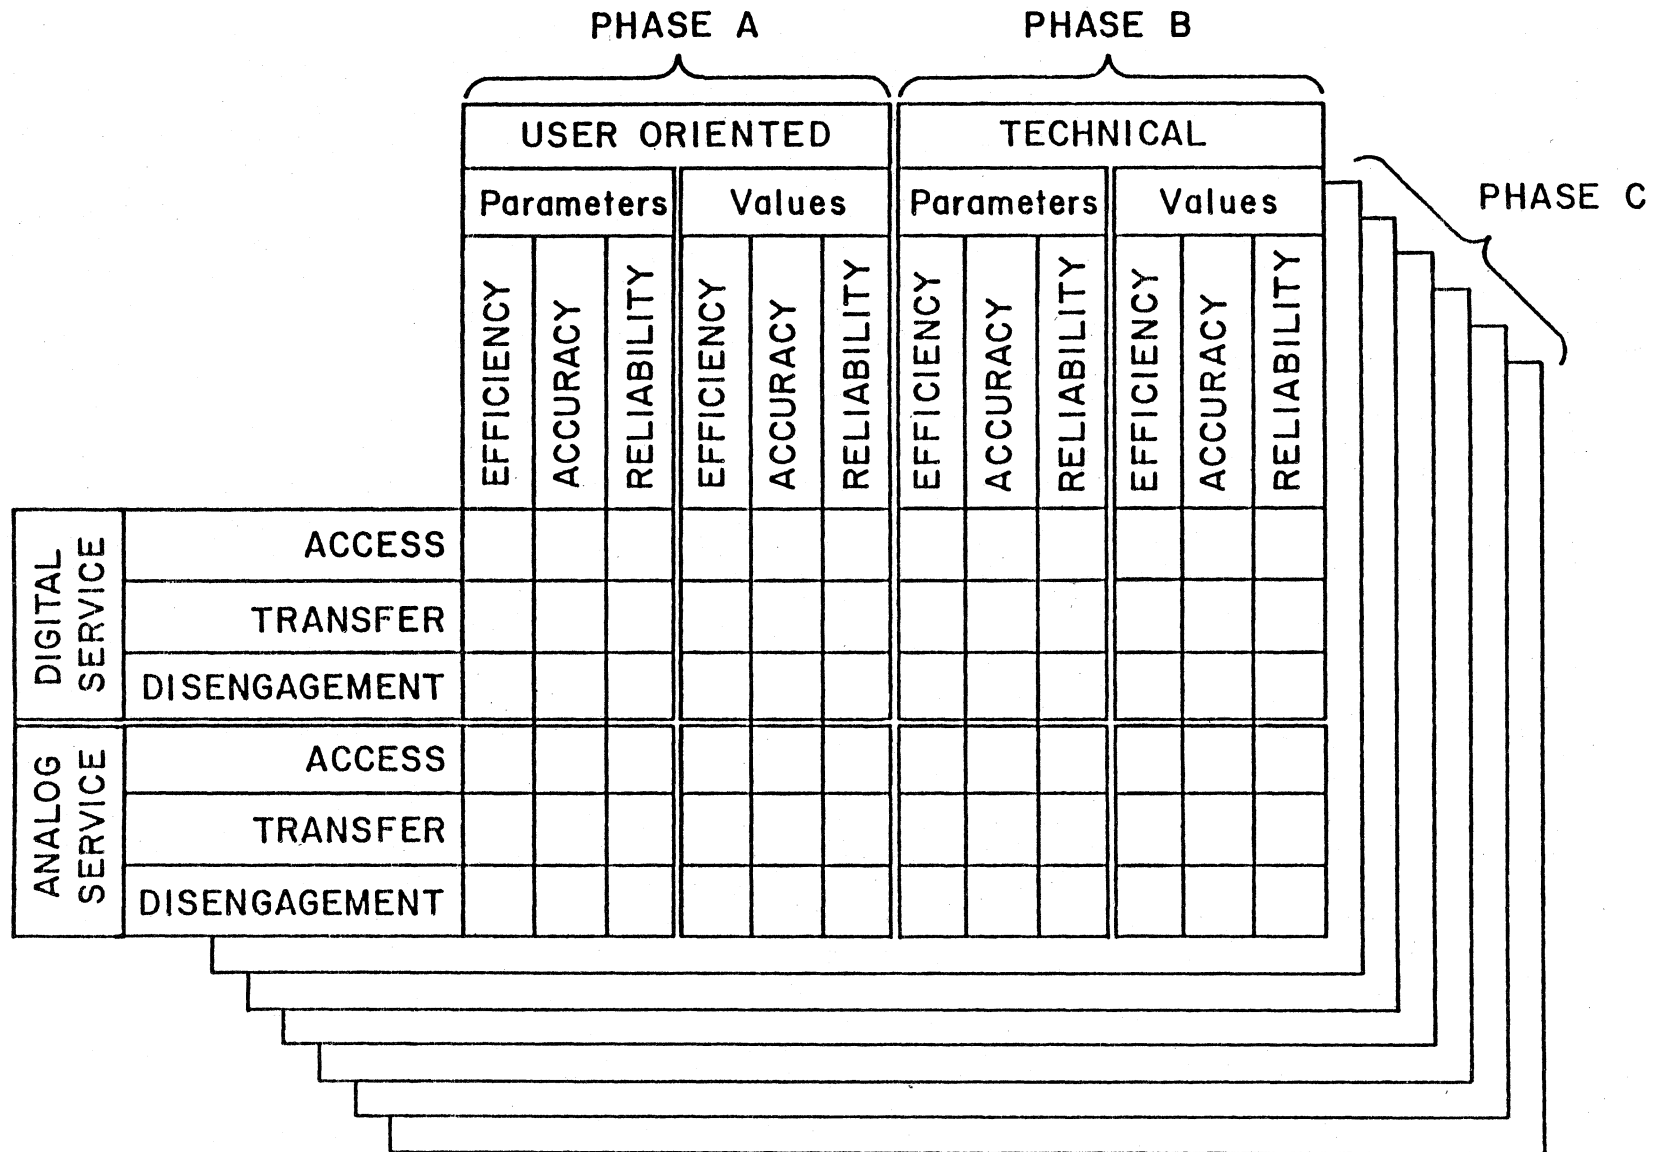 PHASE A
PHASE B
PHASE C
USER ORIENTED
TECHNICAL
Parameters
Values
Parameters
Values
EFFICIENCY
ACCURACY
RELIABILITY
EFFICIENCY
ACCURACY
RELIABILITY
EFFICIENCY
ACCURACY
RELIABILITY
EFFICIENCY
ACCURACY
RELIABILITY
DIGITAL
SERVICE
ACCESS
TRANSFER
DISENGAGEMENT
ANALOG
SERVICE
ACCESS
TRANSFER
DISENGAGEMENT